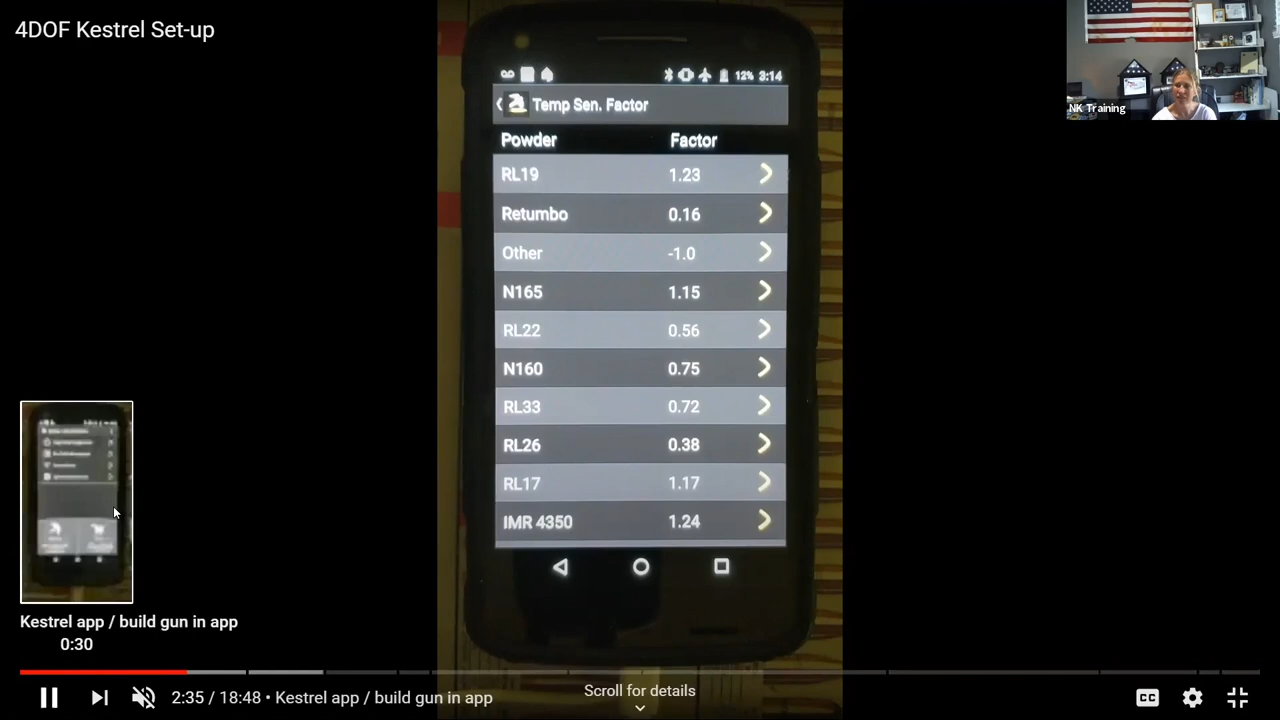 4DOF Kestrel Set-up
NK Training
12% 3:14
Temp Sen. Factor
Powder Factor
RL19 1.23
Retumbo 0.16
Other -1.0
N165 1.15
RL22 0.56
N160 0.75
RL33 0.72
RL26 0.38
RL17 1.17
IMR 4350 1.24
Kestrel app / build gun in app
0:30
2:35 / 18:48 • Kestrel app / build gun in app
Scroll for details
CC